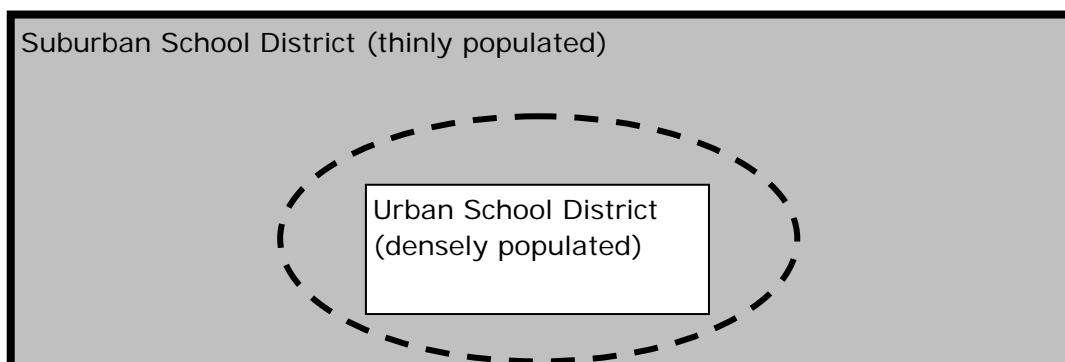 Suburban School District (thinly populated)
Urban School District
(densely populated)